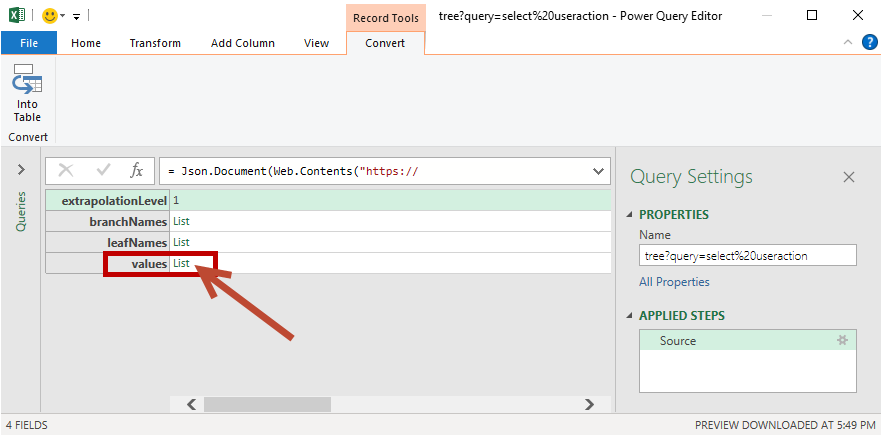 Record Tools
tree?query=select%20useraction - Power Query Editor
File Home Transform Add Column View Convert
?
Into
Table
Convert
Queries
fx = Json.Document(Web.Contents("https://
extrapolationLevel 1
branchNames List
leafNames List
values List
Query Settings
PROPERTIES
Name
tree?query=select%20useraction
All Properties
APPLIED STEPS
Source
4 FIELDS
PREVIEW DOWNLOADED AT 5:49 PM